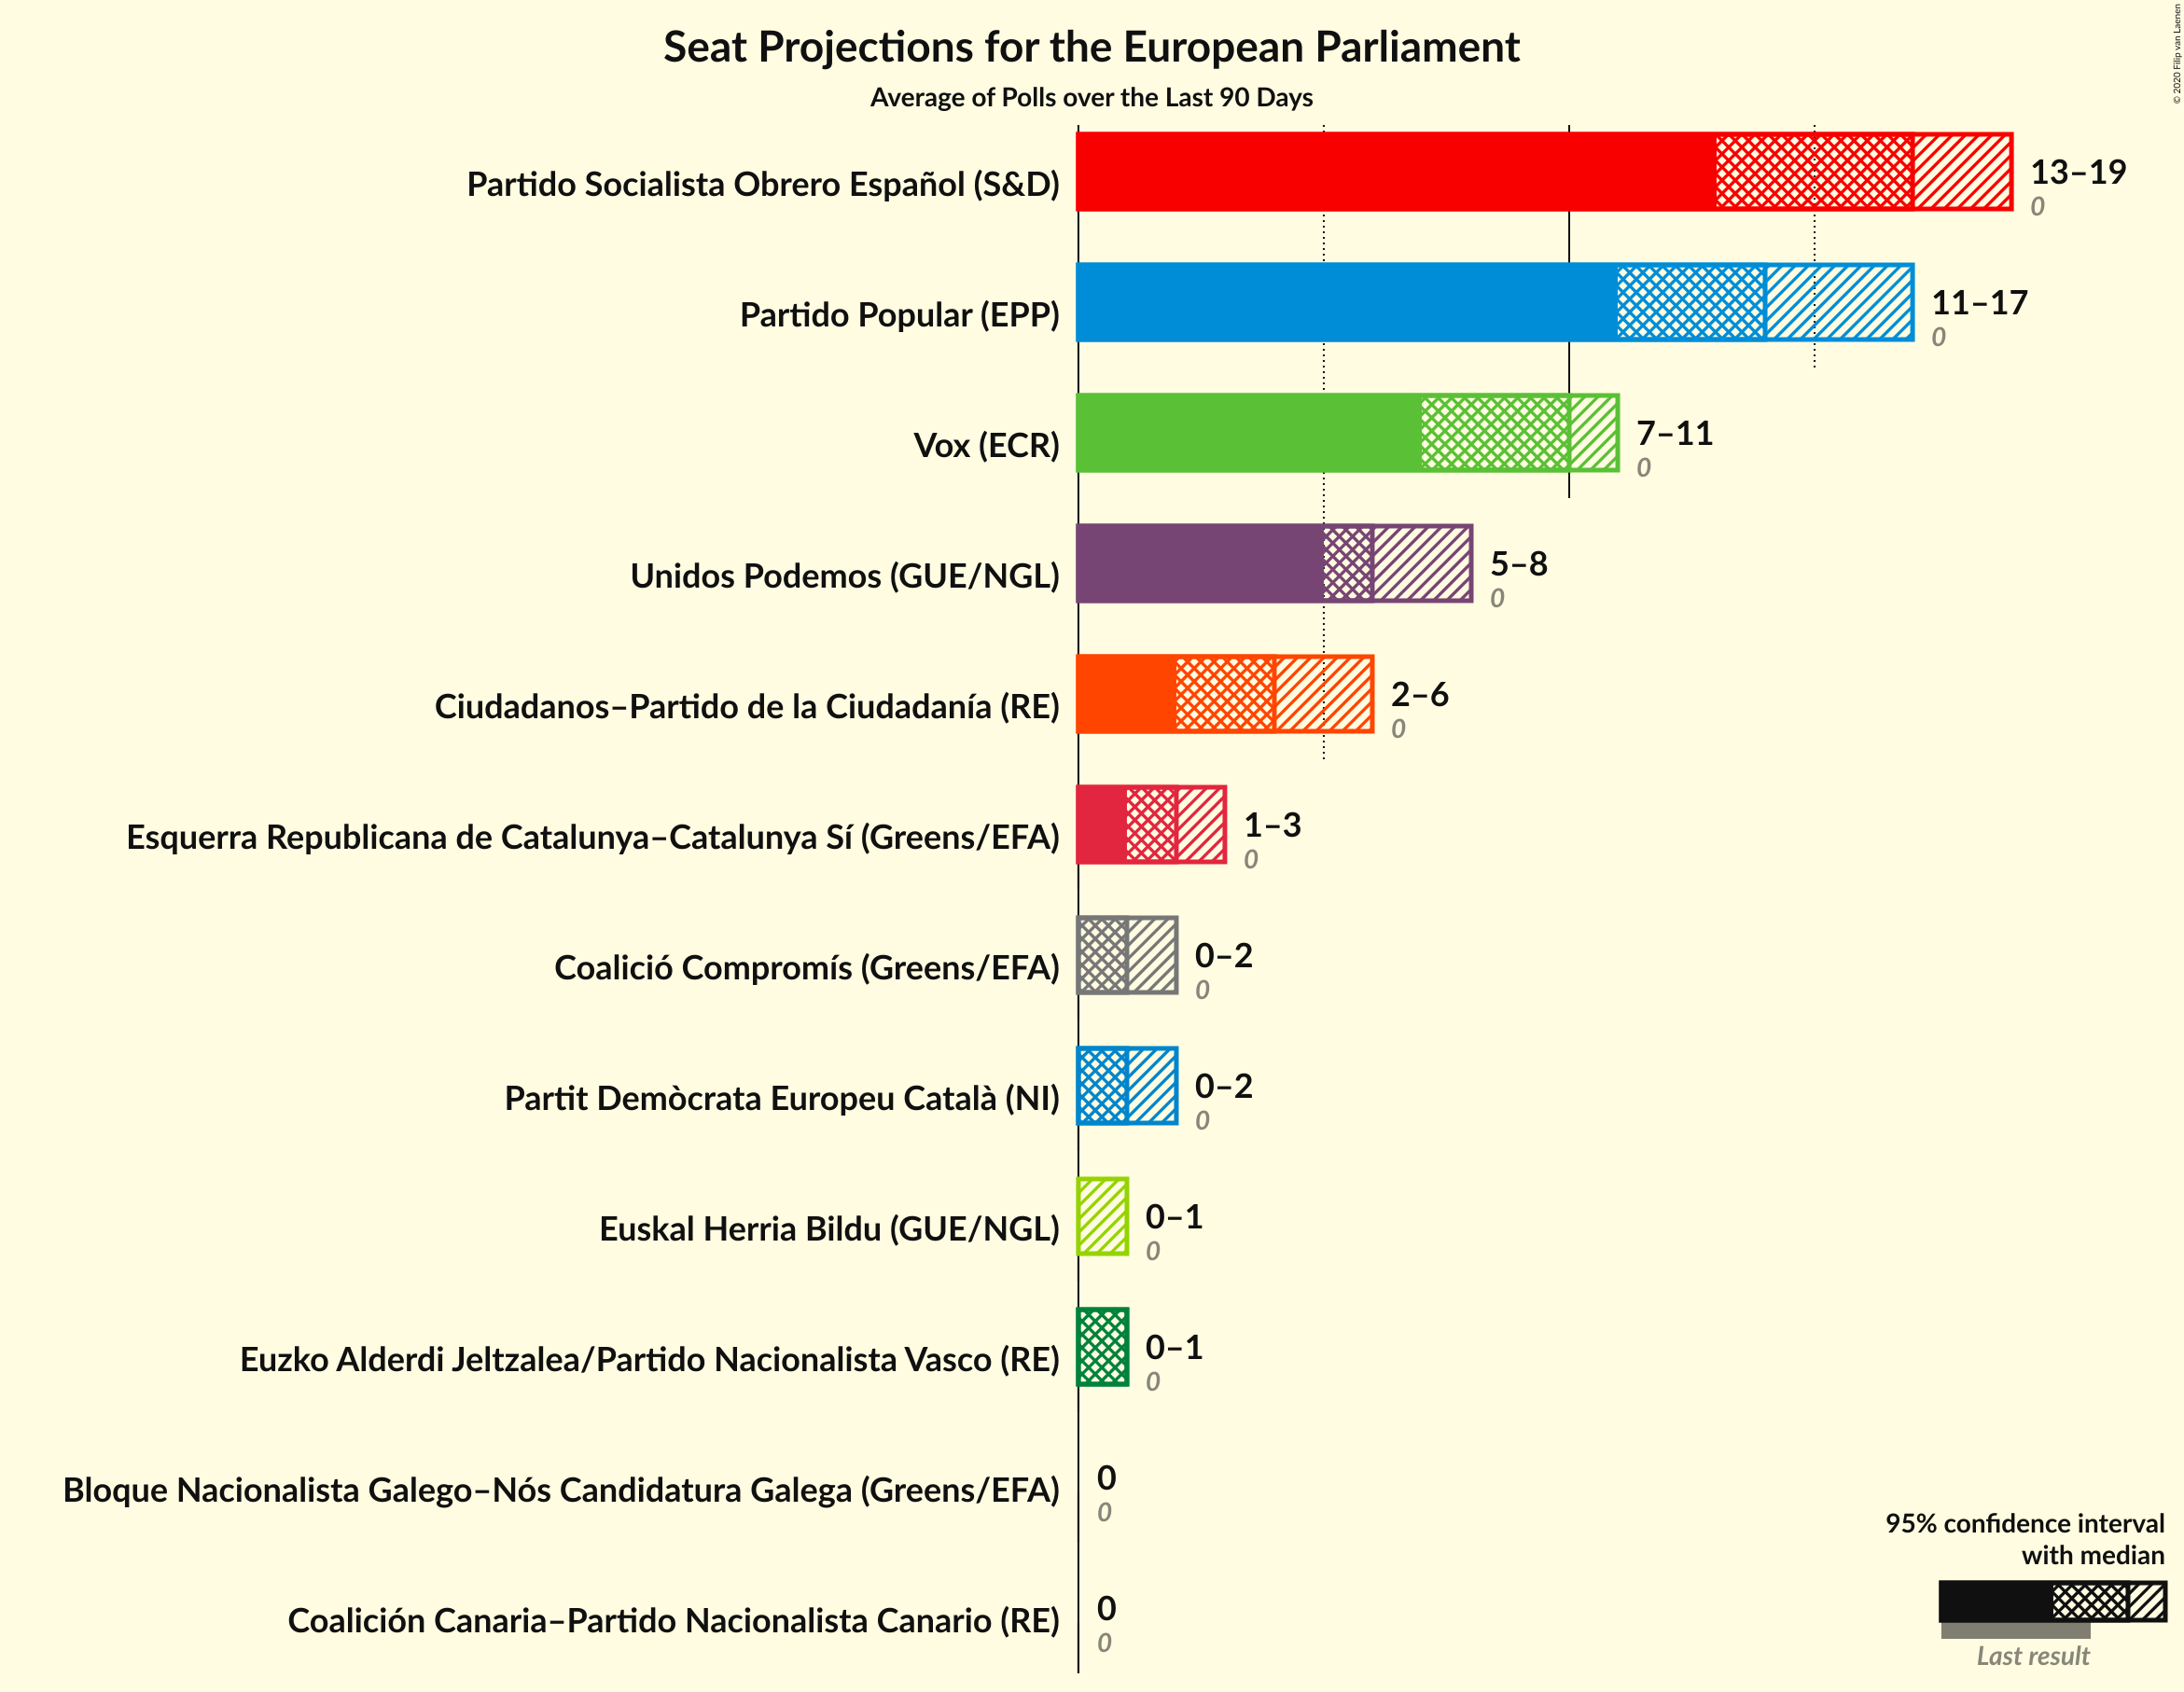 Seat Projections for the European Parliament
Average of Polls over the Last 90 Days
© 2020 Filip van Laenen
Partido Socialista Obrero Español (S&D)
13–19
0
Partido Popular (EPP)
11–17
0
Vox (ECR)
7–11
0
Unidos Podemos (GUE/NGL)
5–8
0
Ciudadanos–Partido de la Ciudadanía (RE)
2–6
0
Esquerra Republicana de Catalunya–Catalunya Sí (Greens/EFA)
1–3
0
Coalició Compromís (Greens/EFA)
0–2
0
Partit Demòcrata Europeu Català (NI)
0–2
0
Euskal Herria Bildu (GUE/NGL)
0–1
0
Euzko Alderdi Jeltzalea/Partido Nacionalista Vasco (RE)
0–1
0
Bloque Nacionalista Galego–Nós Candidatura Galega (Greens/EFA)
0
0
Coalición Canaria–Partido Nacionalista Canario (RE)
0
0
95% confidence interval
with median
Last result